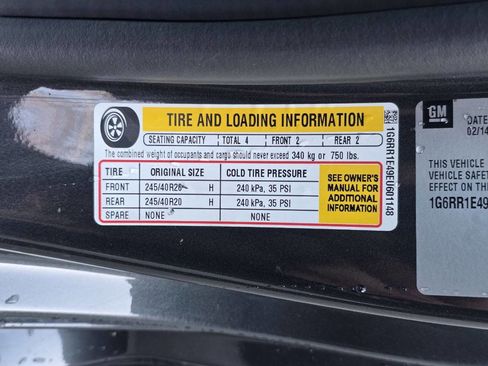 TIRE AND LOADING INFORMATION
SEATING CAPACITY TOTAL 4 FRONT 2 REAR 2
The combined weight of occupants and cargo should never exceed 340 kg or 750 lbs.
TIRE ORIGINAL SIZE COLD TIRE PRESSURE
FRONT 245/40R20 H 240 kPa, 35 PSI
REAR 245/40R20 H 240 kPa, 35 PSI
SPARE NONE NONE
SEE OWNER'S
MANUAL FOR
ADDITIONAL
INFORMATION
1G6RR1E49EU601148
GM
DATE
02/14
THIS VEHICLE
VEHICLE SAFET
EFFECT ON THE
1G6RR1E49